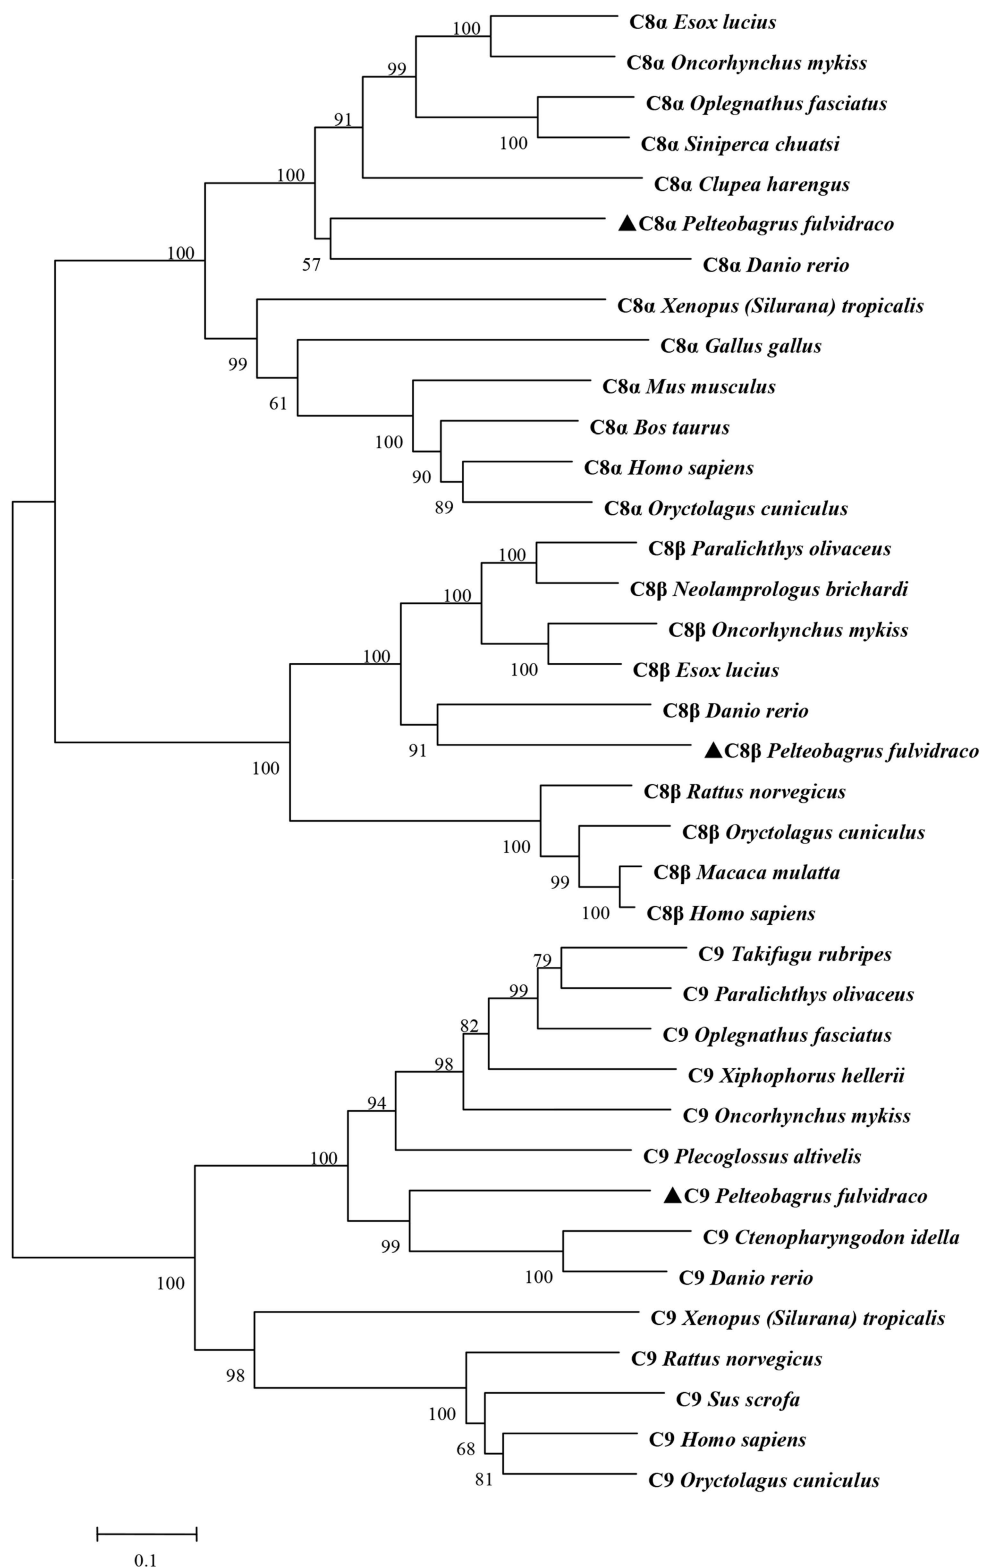 C8α Esox lucius
100
C8α Oncorhynchus mykiss
99
C8α Oplegnathus fasciatus
91
100
C8α Siniperca chuatsi
100
C8α Clupea harengus
▲C8α Pelteobagrus fulvidraco
100
57
C8α Danio rerio
C8α Xenopus (Silurana) tropicalis
99
C8α Gallus gallus
61
C8α Mus musculus
100
C8α Bos taurus
90
C8α Homo sapiens
89
C8α Oryctolagus cuniculus
100
C8β Paralichthys olivaceus
100
C8β Neolamprologus brichardi
C8β Oncorhynchus mykiss
100
100
C8β Esox lucius
C8β Danio rerio
91
▲C8β Pelteobagrus fulvidraco
100
C8β Rattus norvegicus
100
C8β Oryctolagus cuniculus
99
C8β Macaca mulatta
100
C8β Homo sapiens
79
C9 Takifugu rubripes
99
C9 Paralichthys olivaceus
82
C9 Oplegnathus fasciatus
98
C9 Xiphophorus hellerii
94
C9 Oncorhynchus mykiss
100
C9 Plecoglossus altivelis
▲C9 Pelteobagrus fulvidraco
99
C9 Ctenopharyngodon idella
100
C9 Danio rerio
100
C9 Xenopus (Silurana) tropicalis
98
C9 Rattus norvegicus
100
C9 Sus scrofa
68
C9 Homo sapiens
81
C9 Oryctolagus cuniculus
0.1